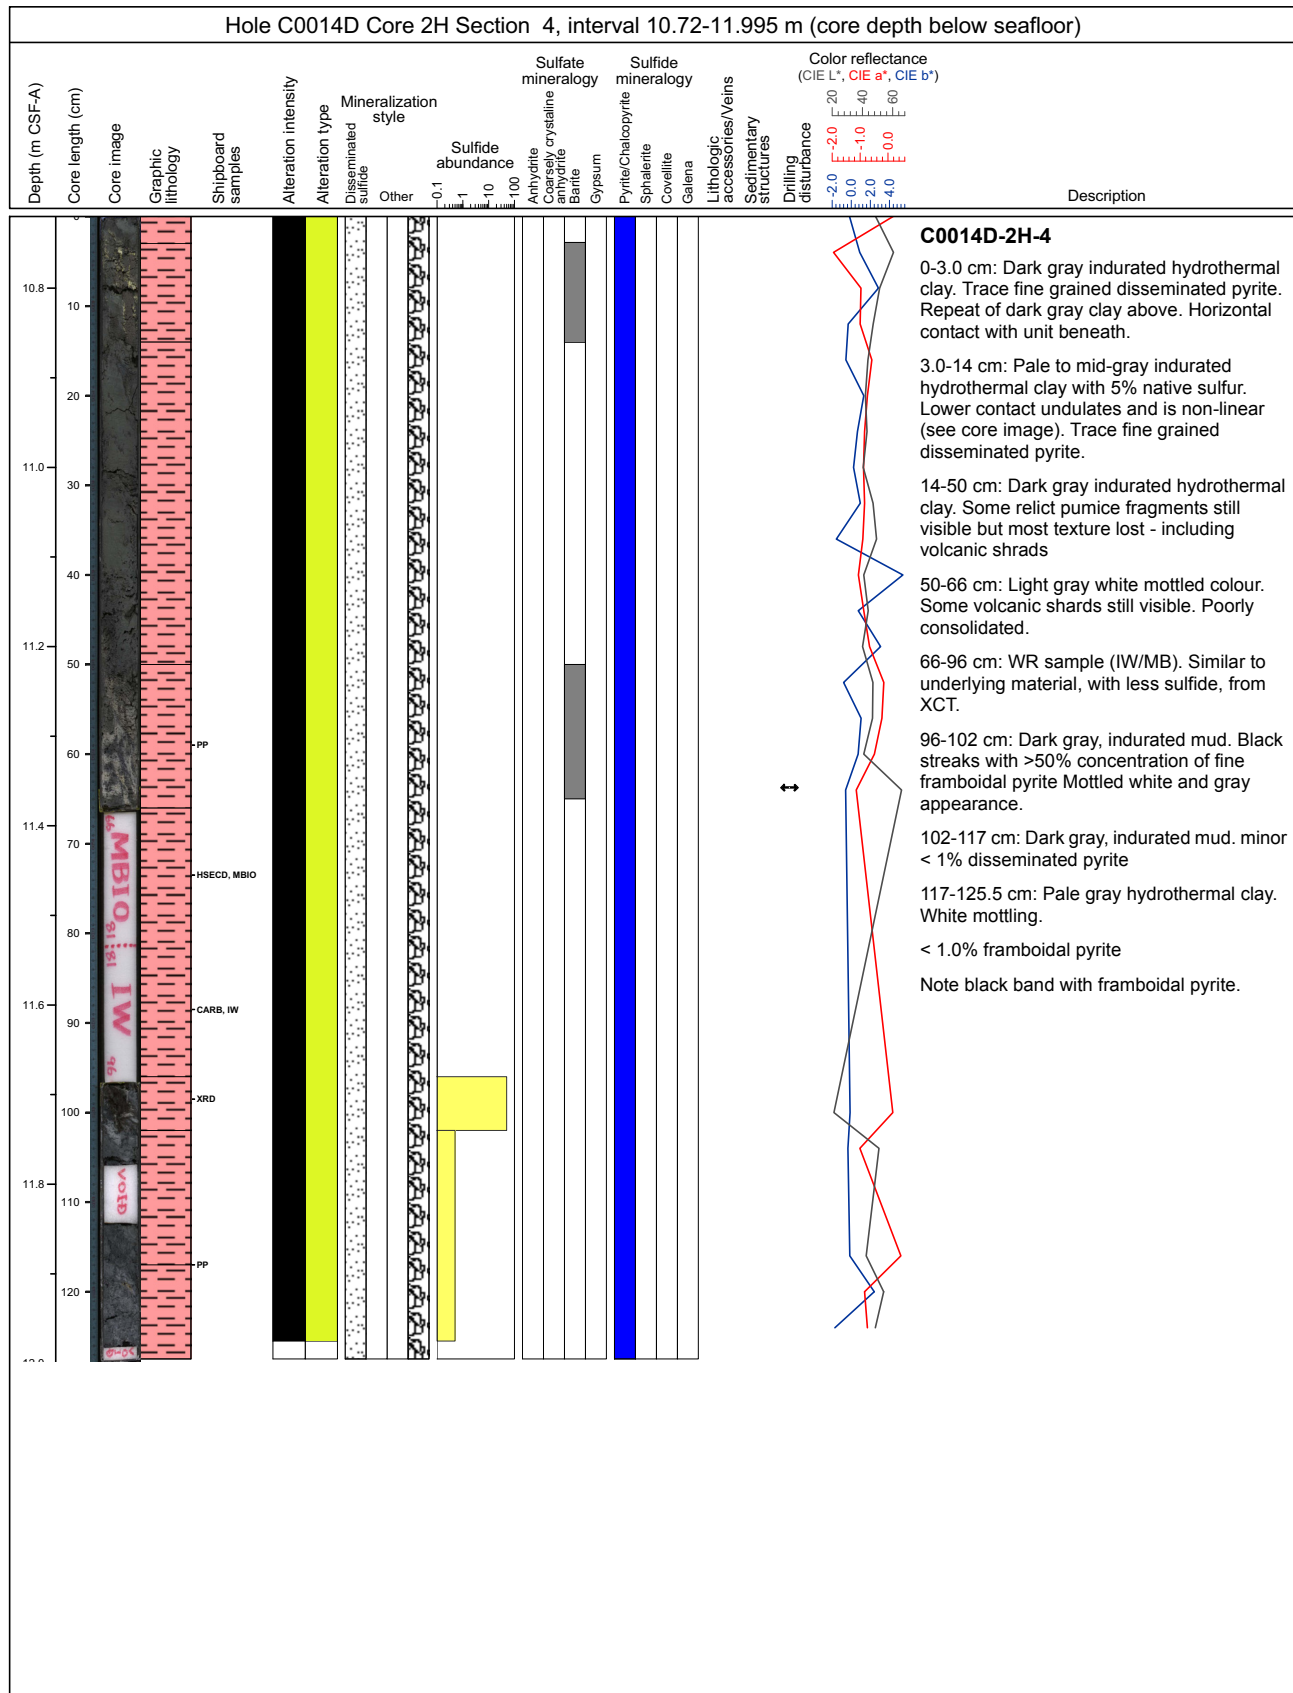 Hole C0014D Core 2H Section 4, interval 10.72-11.995 m (core depth below seafloor)
Depth (m CSF-A)
Core length (cm)
Core image
Graphic
lithology
Shipboard
samples
Alteration intensity
Alteration type
Mineralization
style
Disseminated
sulfide
Other
Sulfide
abundance
0.1
1
10
100
Sulfate
mineralogy
Anhydrite
Coarsely crystaline
anhydrite
Barite
Gypsum
Sulfide
mineralogy
Pyrite/Chalcopyrite
Sphalerite
Covellite
Galena
Lithologic
accessories/Veins
Sedimentary
structures
Drilling
disturbance
Color reflectance
(CIE L*, CIE a*, CIE b*)
20 40 60
-2.0 -1.0 0.0
-2.0 0.0 2.0 4.0
Description
0
10.8
10
20
11.0
30
40
11.2
50
60
11.4
70
80
11.6
90
100
11.8
110
120
12.0
66
MBIO
81
81
IW
96
VOID
PP
HSECD, MBIO
CARB, IW
XRD
PP
C0014D-2H-4
0-3.0 cm: Dark gray indurated hydrothermal
clay. Trace fine grained disseminated pyrite.
Repeat of dark gray clay above. Horizontal
contact with unit beneath.
3.0-14 cm: Pale to mid-gray indurated
hydrothermal clay with 5% native sulfur.
Lower contact undulates and is non-linear
(see core image). Trace fine grained
disseminated pyrite.
14-50 cm: Dark gray indurated hydrothermal
clay. Some relict pumice fragments still
visible but most texture lost - including
volcanic shrads
50-66 cm: Light gray white mottled colour.
Some volcanic shards still visible. Poorly
consolidated.
66-96 cm: WR sample (IW/MB). Similar to
underlying material, with less sulfide, from
XCT.
96-102 cm: Dark gray, indurated mud. Black
streaks with >50% concentration of fine
framboidal pyrite Mottled white and gray
appearance.
102-117 cm: Dark gray, indurated mud. minor
< 1% disseminated pyrite
117-125.5 cm: Pale gray hydrothermal clay.
White mottling.
< 1.0% framboidal pyrite
Note black band with framboidal pyrite.